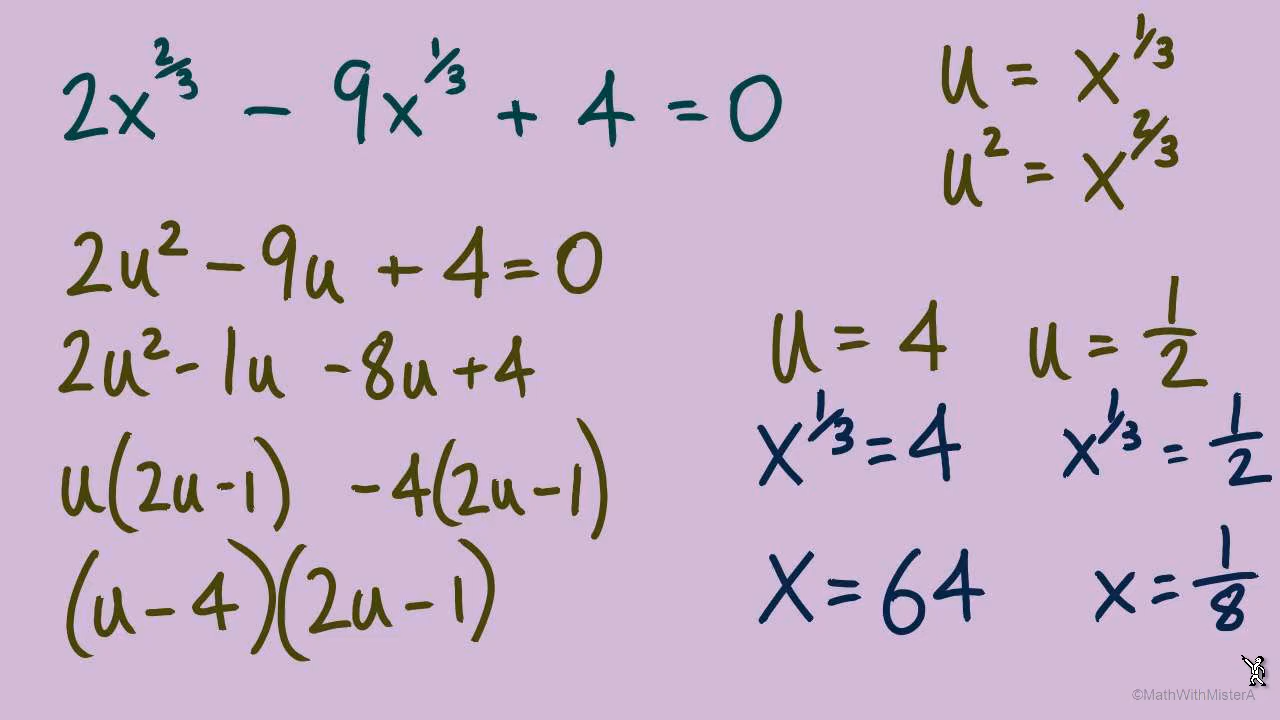 2x^{2/3} - 9x^{1/3} + 4 = 0
u = x^{1/3}
u² = x^{2/3}
2u² - 9u + 4 = 0
2u² - 1u - 8u + 4
u(2u - 1) - 4(2u - 1)
(u - 4)(2u - 1)
u = 4 u = 1/2
x^{1/3} = 4 x^{1/3} = 1/2
x = 64 x = 1/8
©MathWithMisterA